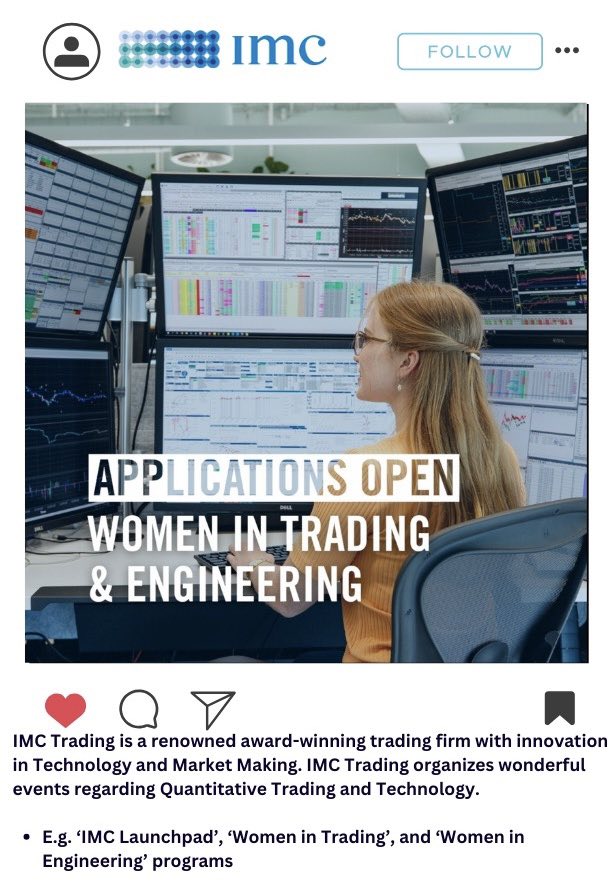 imc
FOLLOW
APPLICATIONS OPEN
WOMEN IN TRADING
& ENGINEERING
DELL
DELL
DELL
IMC Trading is a renowned award-winning trading firm with innovation
in Technology and Market Making. IMC Trading organizes wonderful
events regarding Quantitative Trading and Technology.
• E.g. ‘IMC Launchpad’, ‘Women in Trading’, and ‘Women in
Engineering’ programs